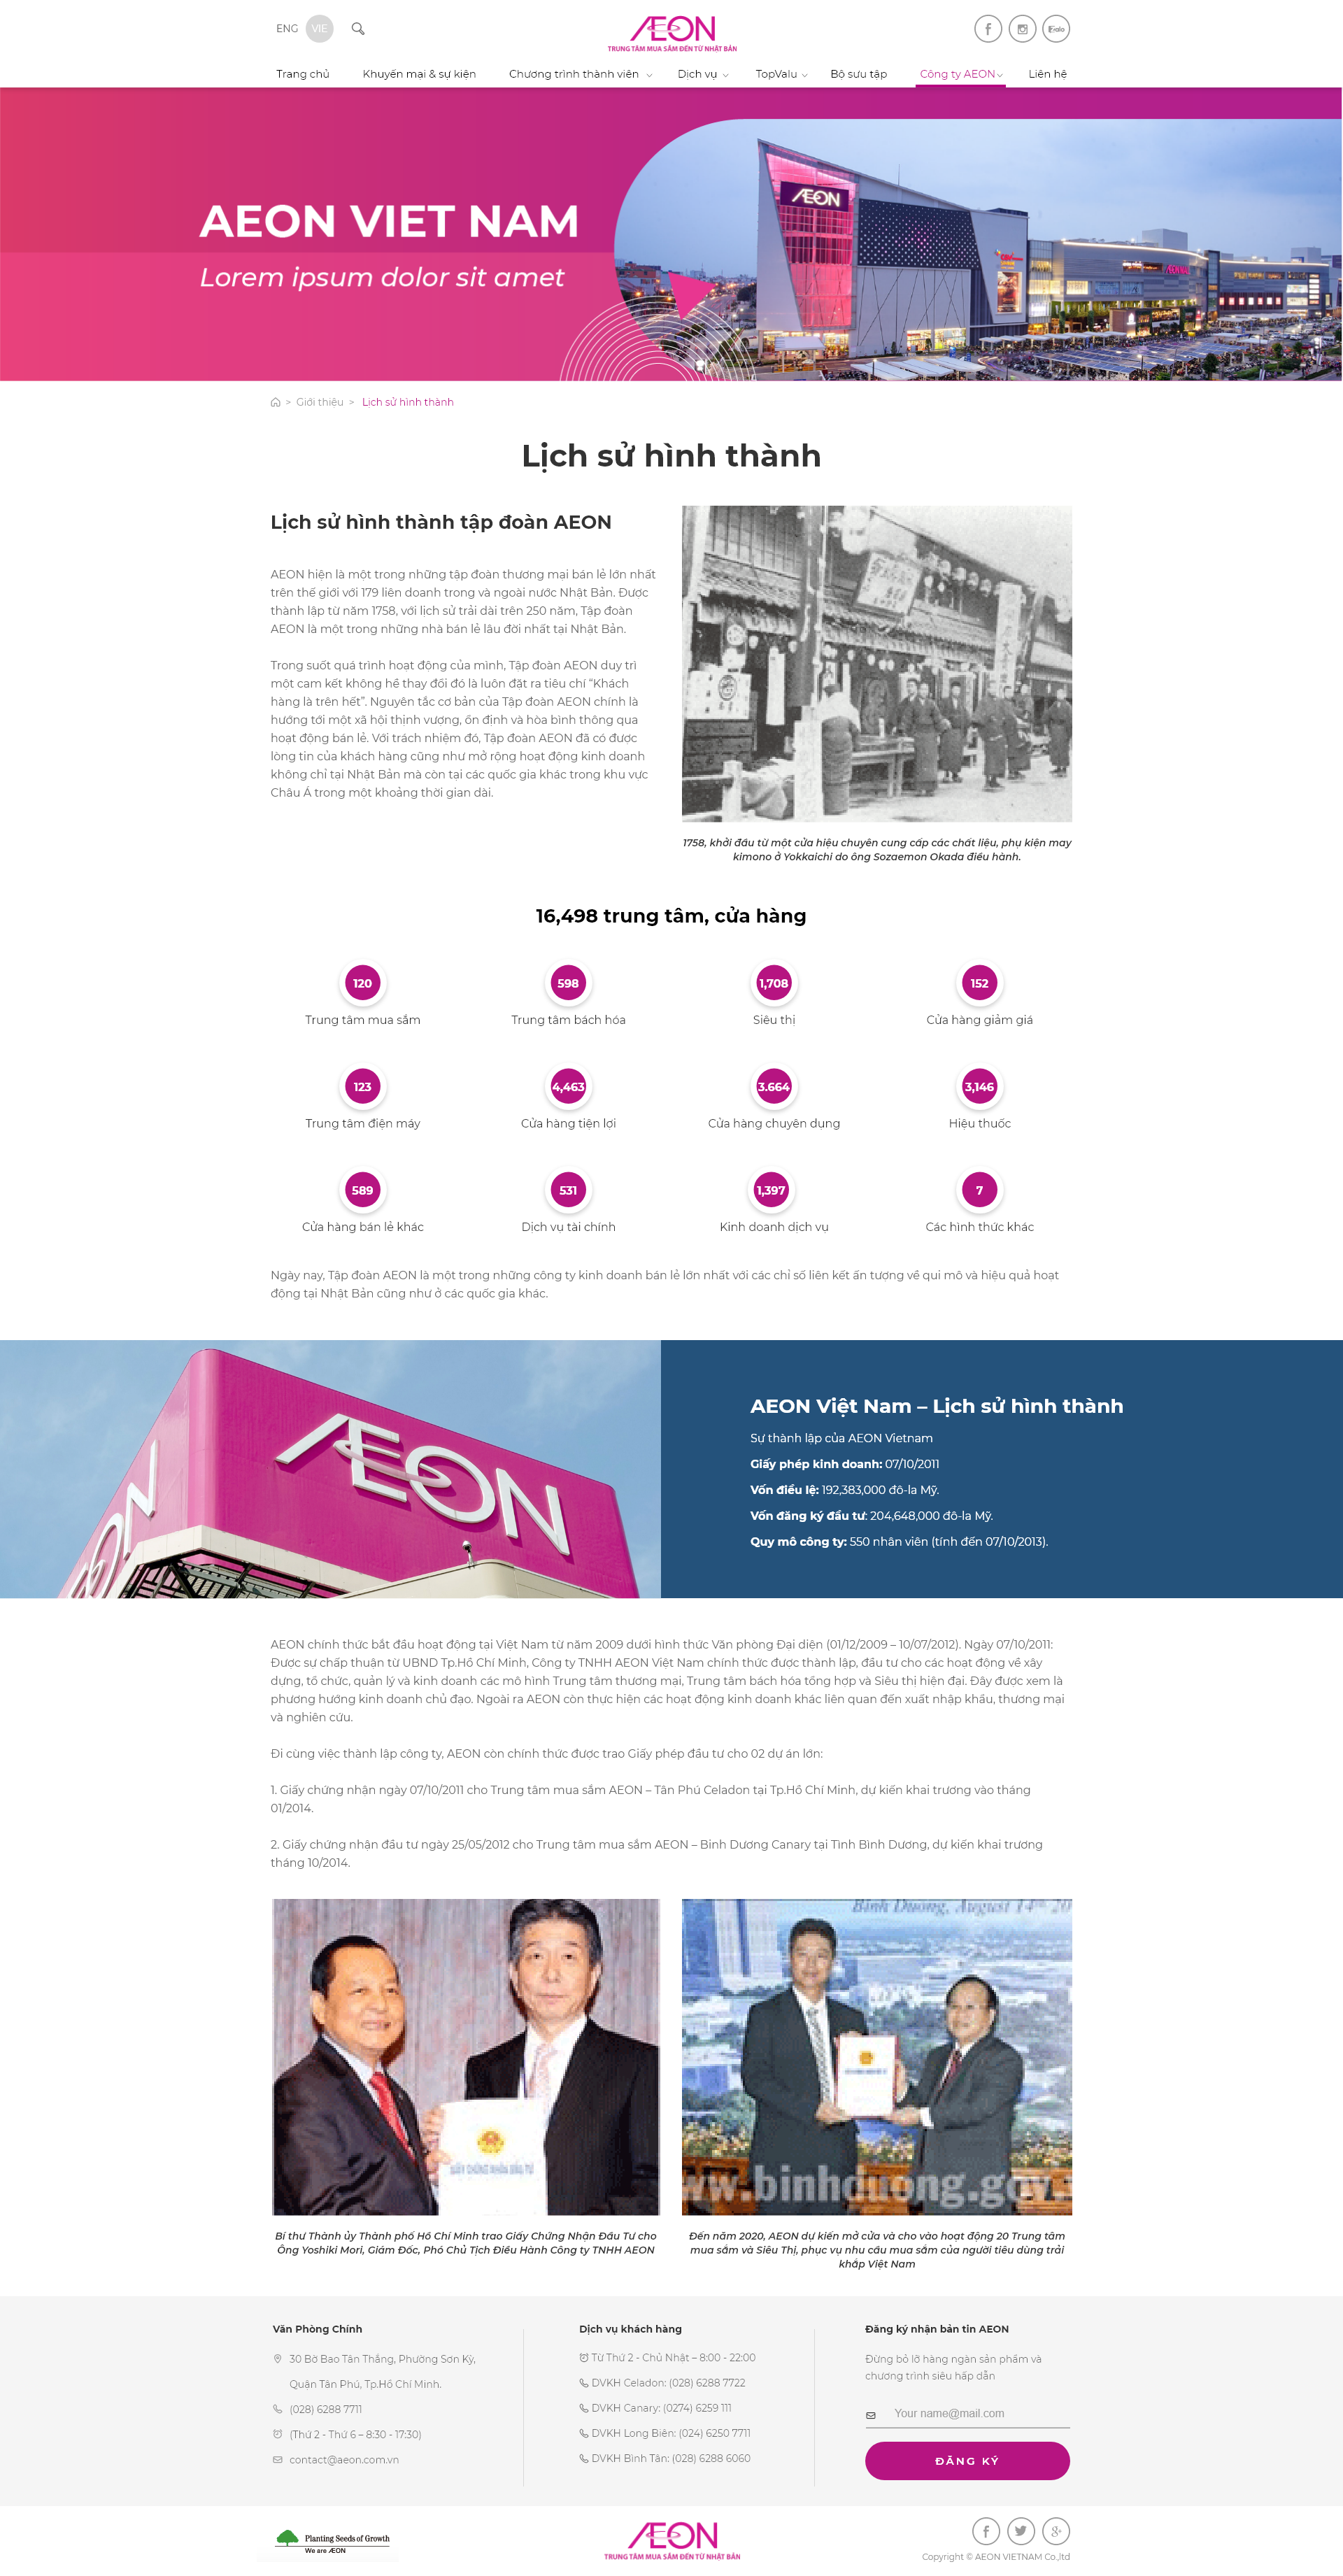 ENG VIE
ÆON
TRUNG TÂM MUA SẮM ĐẾN TỪ NHẬT BẢN
Trang chủ Khuyến mại & sự kiện Chương trình thành viên Dịch vụ TopValu Bộ sưu tập Công ty AEON Liên hệ
AEON VIET NAM
Lorem ipsum dolor sit amet
ÆON
> Giới thiệu > Lịch sử hình thành
Lịch sử hình thành
Lịch sử hình thành tập đoàn AEON
AEON hiện là một trong những tập đoàn thương mại bán lẻ lớn nhất
trên thế giới với 179 liên doanh trong và ngoài nước Nhật Bản. Được
thành lập từ năm 1758, với lịch sử trải dài trên 250 năm, Tập đoàn
AEON là một trong những nhà bán lẻ lâu đời nhất tại Nhật Bản.
Trong suốt quá trình hoạt động của mình, Tập đoàn AEON duy trì
một cam kết không hề thay đổi đó là luôn đặt ra tiêu chí “Khách
hàng là trên hết”. Nguyên tắc cơ bản của Tập đoàn AEON chính là
hướng tới một xã hội thịnh vượng, ổn định và hòa bình thông qua
hoạt động bán lẻ. Với trách nhiệm đó, Tập đoàn AEON đã có được
lòng tin của khách hàng cũng như mở rộng hoạt động kinh doanh
không chỉ tại Nhật Bản mà còn tại các quốc gia khác trong khu vực
Châu Á trong một khoảng thời gian dài.
1758, khởi đầu từ một cửa hiệu chuyên cung cấp các chất liệu, phụ kiện may
kimono ở Yokkaichi do ông Sozaemon Okada điều hành.
16,498 trung tâm, cửa hàng
120 598 1,708 152
Trung tâm mua sắm Trung tâm bách hóa Siêu thị Cửa hàng giảm giá
123 4,463 3.664 3,146
Trung tâm điện máy Cửa hàng tiện lợi Cửa hàng chuyên dụng Hiệu thuốc
589 531 1,397 7
Cửa hàng bán lẻ khác Dịch vụ tài chính Kinh doanh dịch vụ Các hình thức khác
Ngày nay, Tập đoàn AEON là một trong những công ty kinh doanh bán lẻ lớn nhất với các chỉ số liên kết ấn tượng về qui mô và hiệu quả hoạt
động tại Nhật Bản cũng như ở các quốc gia khác.
ÆON
AEON Việt Nam – Lịch sử hình thành
Sự thành lập của AEON Vietnam
Giấy phép kinh doanh: 07/10/2011
Vốn điều lệ: 192,383,000 đô-la Mỹ.
Vốn đăng ký đầu tư: 204,648,000 đô-la Mỹ.
Quy mô công ty: 550 nhân viên (tính đến 07/10/2013).
AEON chính thức bắt đầu hoạt động tại Việt Nam từ năm 2009 dưới hình thức Văn phòng Đại diện (01/12/2009 – 10/07/2012). Ngày 07/10/2011:
Được sự chấp thuận từ UBND Tp.Hồ Chí Minh, Công ty TNHH AEON Việt Nam chính thức được thành lập, đầu tư cho các hoạt động về xây
dựng, tổ chức, quản lý và kinh doanh các mô hình Trung tâm thương mại, Trung tâm bách hóa tổng hợp và Siêu thị hiện đại. Đây được xem là
phương hướng kinh doanh chủ đạo. Ngoài ra AEON còn thực hiện các hoạt động kinh doanh khác liên quan đến xuất nhập khẩu, thương mại
và nghiên cứu.
Đi cùng việc thành lập công ty, AEON còn chính thức được trao Giấy phép đầu tư cho 02 dự án lớn:
1. Giấy chứng nhận ngày 07/10/2011 cho Trung tâm mua sắm AEON – Tân Phú Celadon tại Tp.Hồ Chí Minh, dự kiến khai trương vào tháng
01/2014.
2. Giấy chứng nhận đầu tư ngày 25/05/2012 cho Trung tâm mua sắm AEON – Binh Dương Canary tại Tỉnh Bình Dương, dự kiến khai trương
tháng 10/2014.
www.binhduong.gov.
Bí thư Thành ủy Thành phố Hồ Chí Minh trao Giấy Chứng Nhận Đầu Tư cho
Ông Yoshiki Mori, Giám Đốc, Phó Chủ Tịch Điều Hành Công ty TNHH AEON
Đến năm 2020, AEON dự kiến mở cửa và cho vào hoạt động 20 Trung tâm
mua sắm và Siêu Thị, phục vụ nhu cầu mua sắm của người tiêu dùng trải
khắp Việt Nam
Văn Phòng Chính
30 Bờ Bao Tân Thắng, Phường Sơn Kỳ,
Quận Tân Phú, Tp.Hồ Chí Minh.
(028) 6288 7711
(Thứ 2 - Thứ 6 – 8:30 - 17:30)
contact@aeon.com.vn
Dịch vụ khách hàng
Từ Thứ 2 - Chủ Nhật – 8:00 - 22:00
DVKH Celadon: (028) 6288 7722
DVKH Canary: (0274) 6259 111
DVKH Long Biên: (024) 6250 7711
DVKH Bình Tân: (028) 6288 6060
Đăng ký nhận bản tin AEON
Đừng bỏ lỡ hàng ngàn sản phẩm và
chương trình siêu hấp dẫn
Your name@mail.com
ĐĂNG KÝ
Planting Seeds of Growth
We are ÆON
ÆON
TRUNG TÂM MUA SẮM ĐẾN TỪ NHẬT BẢN
Copyright © AEON VIETNAM Co.,ltd